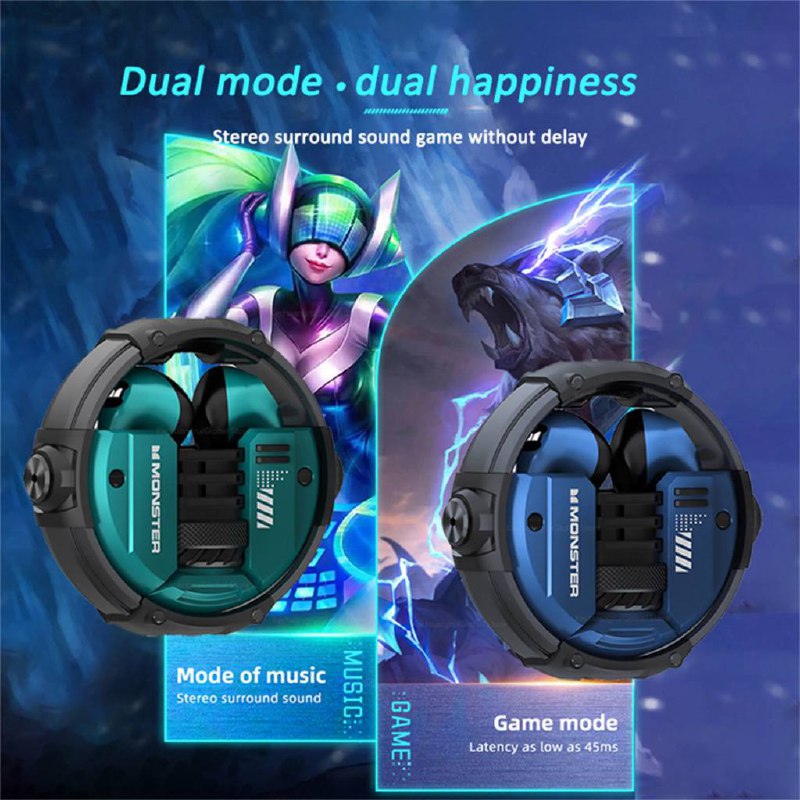 Dual mode • dual happiness
Stereo surround sound game without delay
MONSTER
MONSTER
Mode of music
Stereo surround sound
MUSIC
GAME
Game mode
Latency as low as 45ms